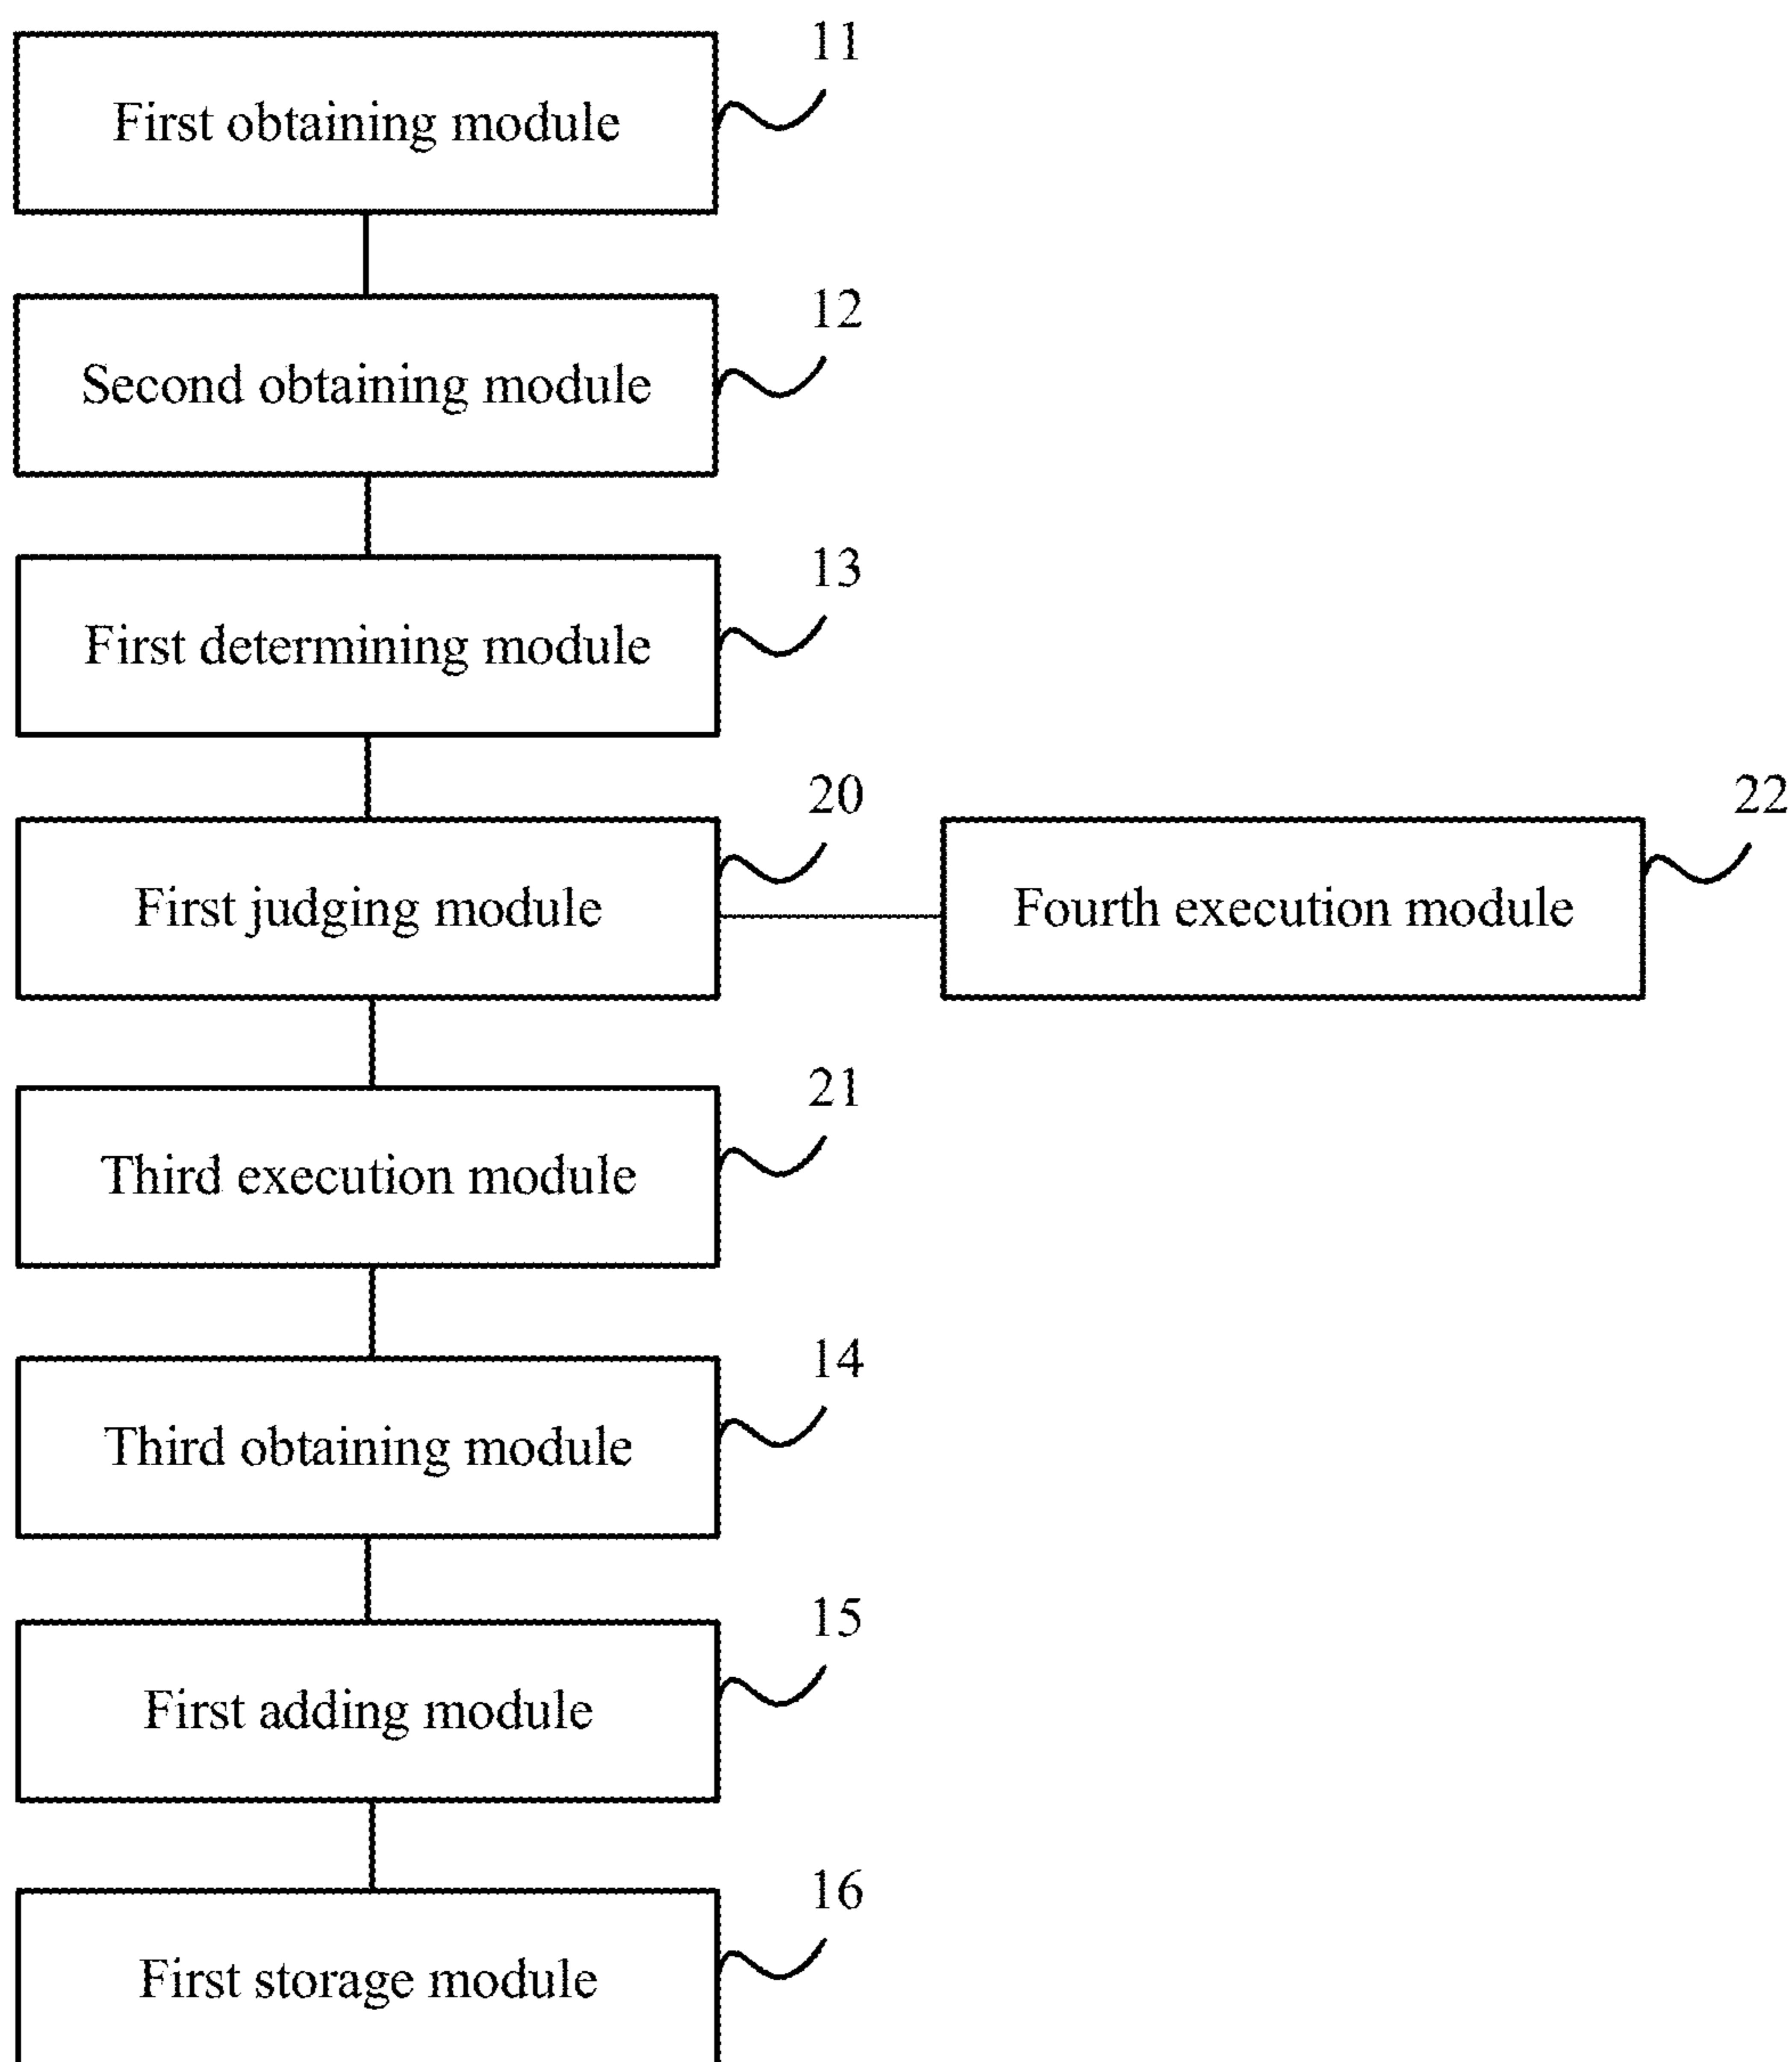 11
First obtaining module
12
Second obtaining module
13
First determining module
20
22
First judging module
Fourth execution module
21
Third execution module
14
Third obtaining module
15
First adding module
16
First storage module